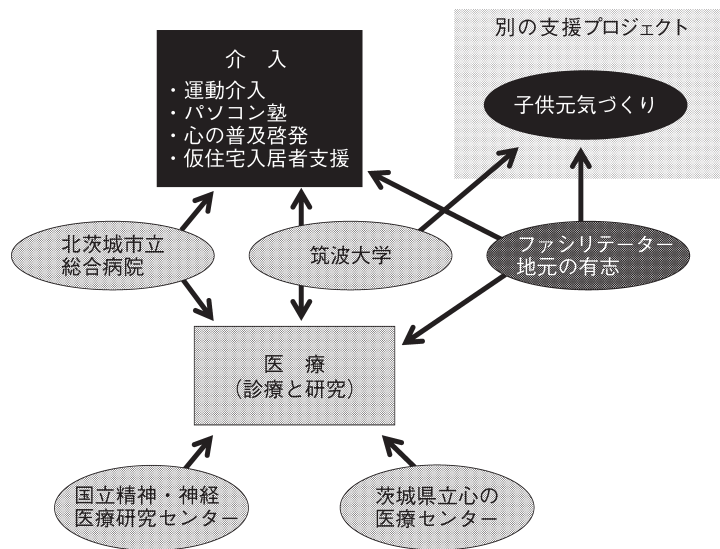 別の支援プロジェクト
介　入
・運動介入
・パソコン塾
・心の普及啓発
・仮住宅入居者支援
子供元気づくり
北茨城市立
総合病院
筑波大学
ファシリテーター
地元の有志
医　療
（診療と研究）
国立精神・神経
医療研究センター
茨城県立心の
医療センター